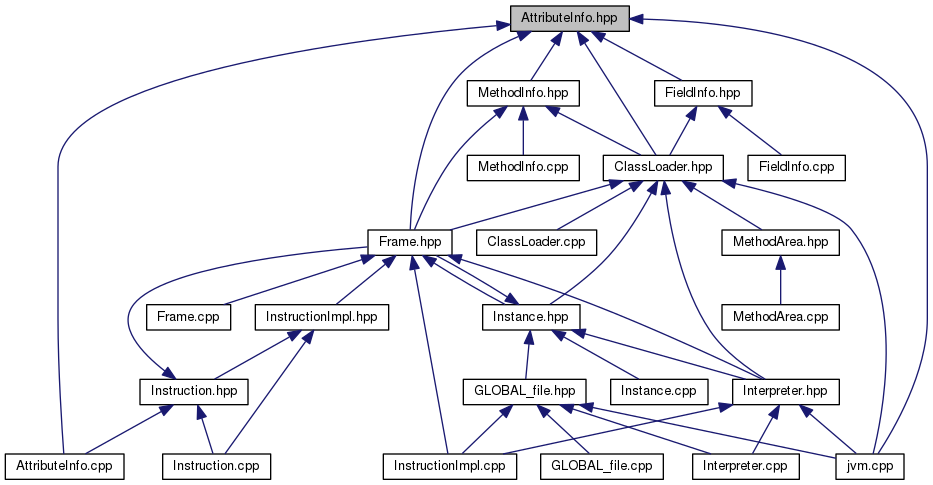 AttributeInfo.hpp
MethodInfo.hpp
FieldInfo.hpp
MethodInfo.cpp
ClassLoader.hpp
FieldInfo.cpp
Frame.hpp
ClassLoader.cpp
MethodArea.hpp
Frame.cpp
InstructionImpl.hpp
Instance.hpp
MethodArea.cpp
Instruction.hpp
GLOBAL_file.hpp
Instance.cpp
Interpreter.hpp
AttributeInfo.cpp
Instruction.cpp
InstructionImpl.cpp
GLOBAL_file.cpp
Interpreter.cpp
jvm.cpp